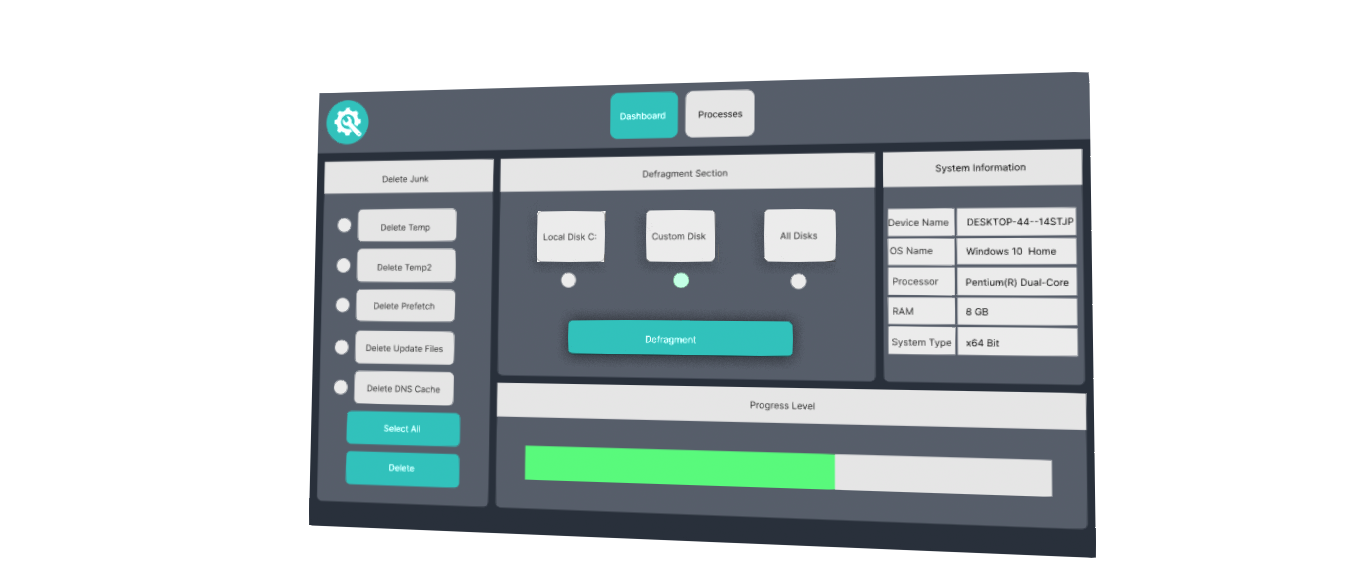 Dashboard
Processes
Delete Junk
Delete Temp
Delete Temp2
Delete Prefetch
Delete Update Files
Delete DNS Cache
Select All
Delete
Defragment Section
Local Disk C:
Custom Disk
All Disks
Defragment
System Information
Device Name DESKTOP-44--14STJP
OS Name Windows 10 Home
Processor Pentium(R) Dual-Core
RAM 8 GB
System Type x64 Bit
Progress Level